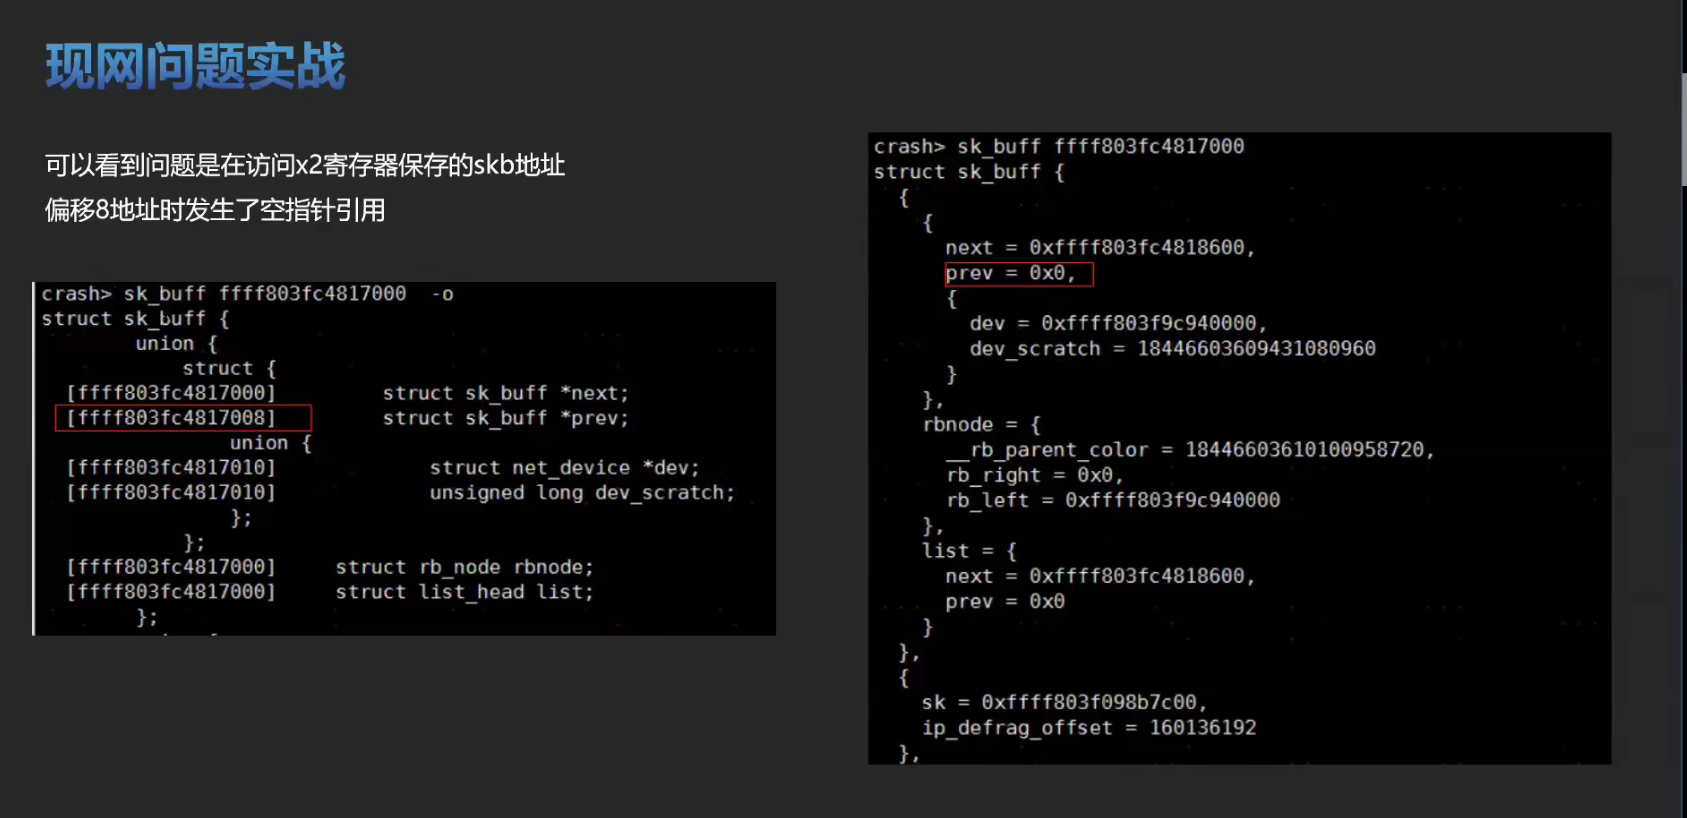 现网问题实战
可以看到问题是在访问x2寄存器保存的skb地址
偏移8地址时发生了空指针引用
crash> sk_buff ffff803fc4817000  -o
struct sk_buff {
union {
struct {
[ffff803fc4817000] struct sk_buff *next;
[ffff803fc4817008] struct sk_buff *prev;
union {
[ffff803fc4817010] struct net_device *dev;
[ffff803fc4817010] unsigned long dev_scratch;
};
};
[ffff803fc4817000] struct rb_node rbnode;
[ffff803fc4817000] struct list_head list;
};
crash> sk_buff ffff803fc4817000
struct sk_buff {
{
{
next = 0xffff803fc4818600,
prev = 0x0,
{
dev = 0xffff803f9c940000,
dev_scratch = 18446603609431080960
}
},
rbnode = {
__rb_parent_color = 18446603610100958720,
rb_right = 0x0,
rb_left = 0xffff803f9c940000
},
list = {
next = 0xffff803fc4818600,
prev = 0x0
}
},
{
sk = 0xffff803f098b7c00,
ip_defrag_offset = 160136192
},